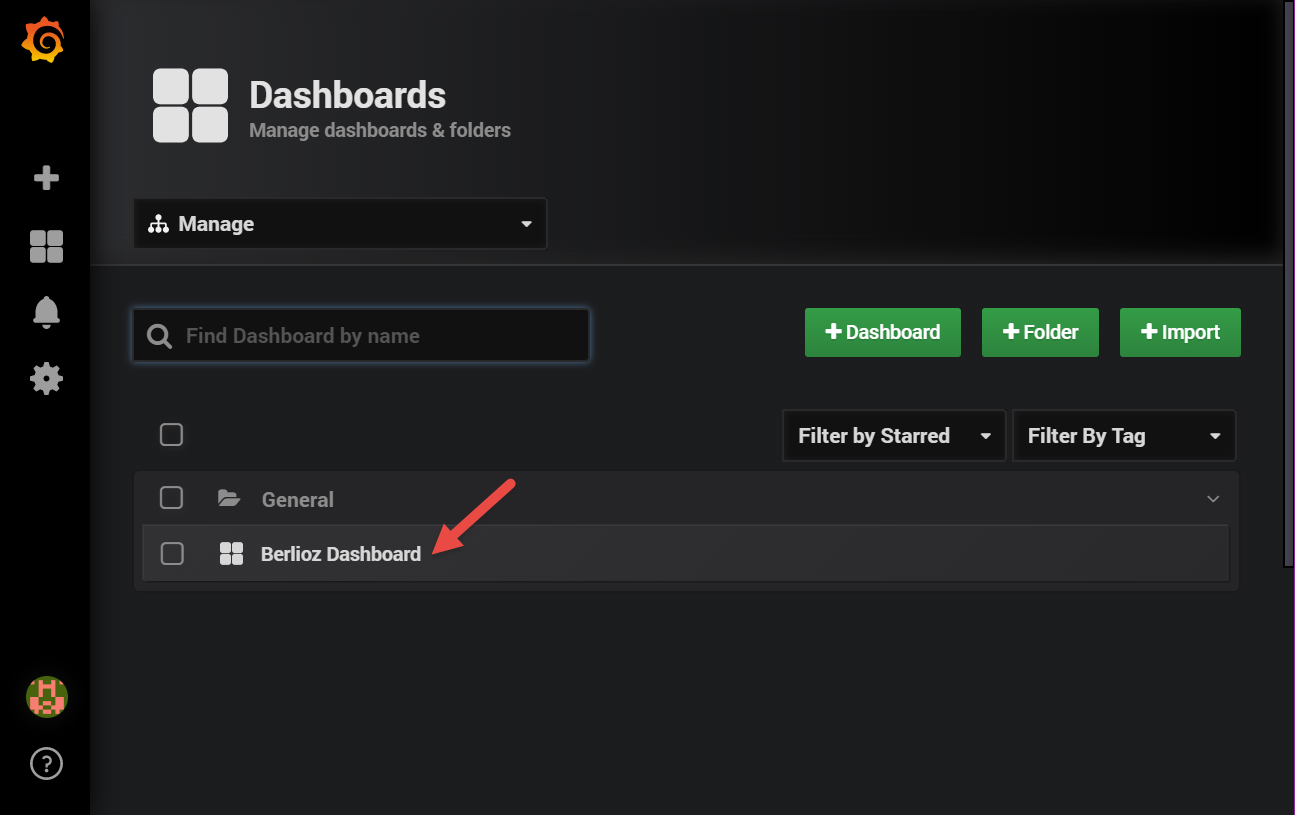 Dashboards
Manage dashboards & folders
Manage
Find Dashboard by name
Dashboard
Folder
Import
Filter by Starred
Filter By Tag
General
Berlioz Dashboard
?